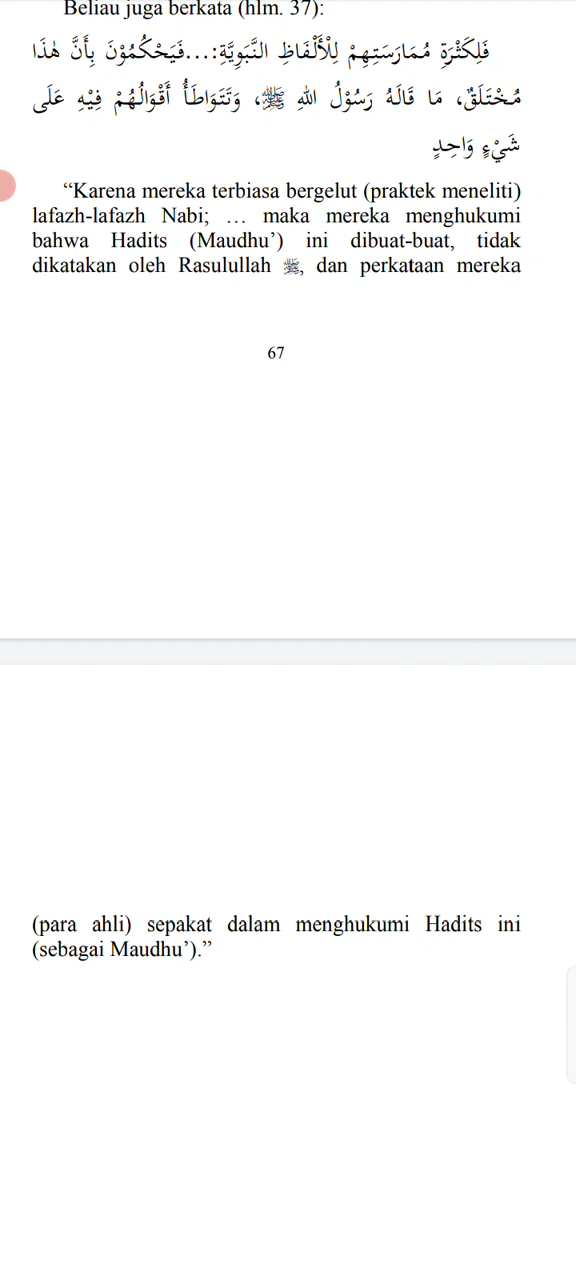 Beliau juga berkata (hlm. 37):
فَلِكَثْرَةِ مُمَارَسَتِهِمْ لِلْأَلْفَاظِ النَّبَوِيَّةِ:...فَيَحْكُمُوْنَ بِأَنَّ هٰذَا
مُخْتَلَقٌ، مَا قَالَهُ رَسُوْلُ اللهِ ﷺ، وَتَتَوَاطَأُ أَقْوَالُهُمْ فِيْهِ عَلَى
شَيْءٍ وَاحِدٍ
“Karena mereka terbiasa bergelut (praktek meneliti)
lafazh-lafazh Nabi; … maka mereka menghukumi
bahwa Hadits (Maudhu’) ini dibuat-buat, tidak
dikatakan oleh Rasulullah ﷺ, dan perkataan mereka
67
(para ahli) sepakat dalam menghukumi Hadits ini
(sebagai Maudhu’).”